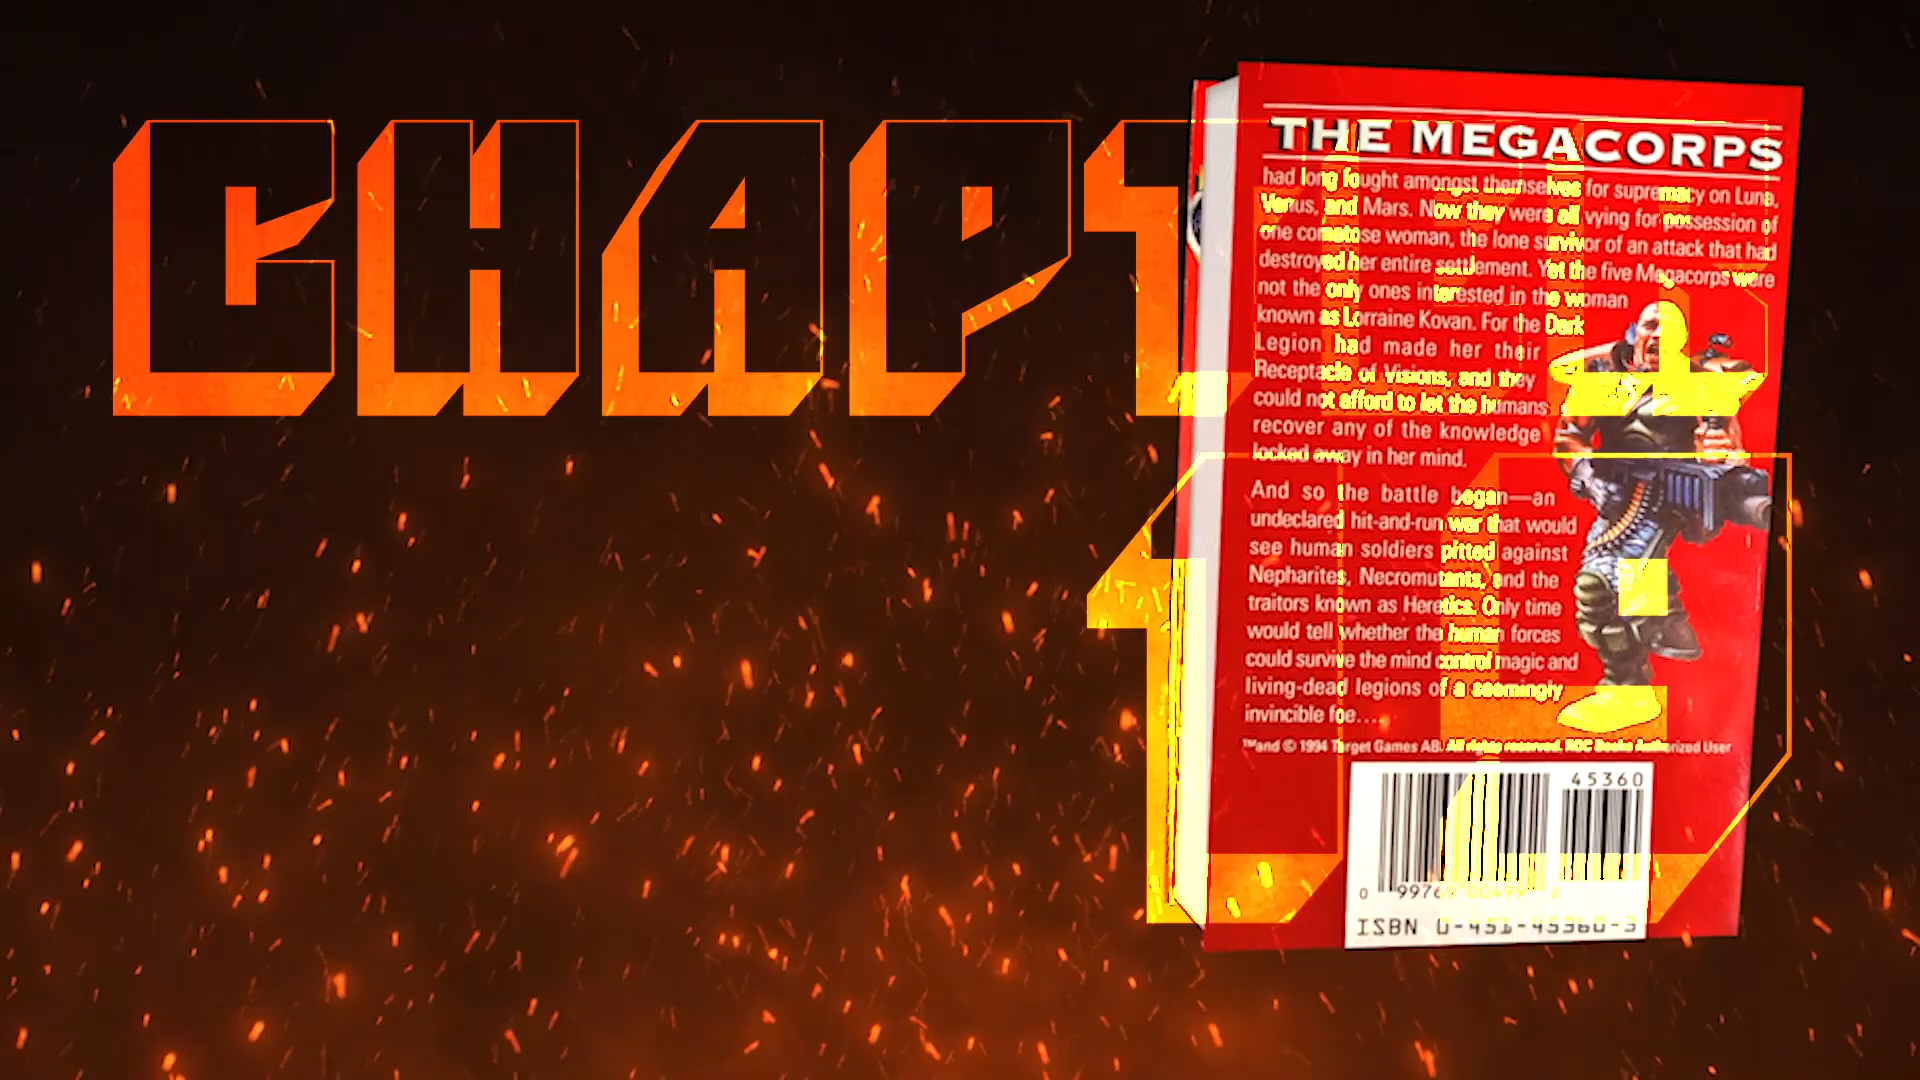 CHAPT
THE MEGACORPS
had long fought amongst themselves for supremacy on Luna,
Venus, and Mars. Now they were all vying for possession of
one comatose woman, the lone survivor of an attack that had
destroyed her entire settlement. Yet the five Megacorps were
not the only ones interested in the woman
known as Lorraine Kovan. For the Dark
Legion had made her their
Receptacle of Visions, and they
could not afford to let the humans
recover any of the knowledge
locked away in her mind.
And so the battle began—an
undeclared hit-and-run war that would
see human soldiers pitted against
Nepharites, Necromutants, and the
traitors known as Heretics. Only time
would tell whether the human forces
could survive the mind control magic and
living-dead legions of a seemingly
invincible foe...
™and © 1994 Target Games AB. All rights reserved. ROC Books Authorized User
45360
0 99769 00499 2
ISBN 0-451-45360-3